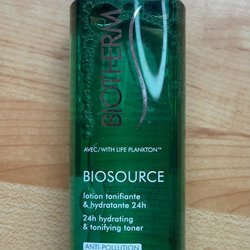 BIOTHERM
AVEC/WITH LIFE PLANKTON™
BIOSOURCE
lotion tonifiante
& hydratante 24h
24h hydrating
& tonifying toner
ANTI-POLLUTION